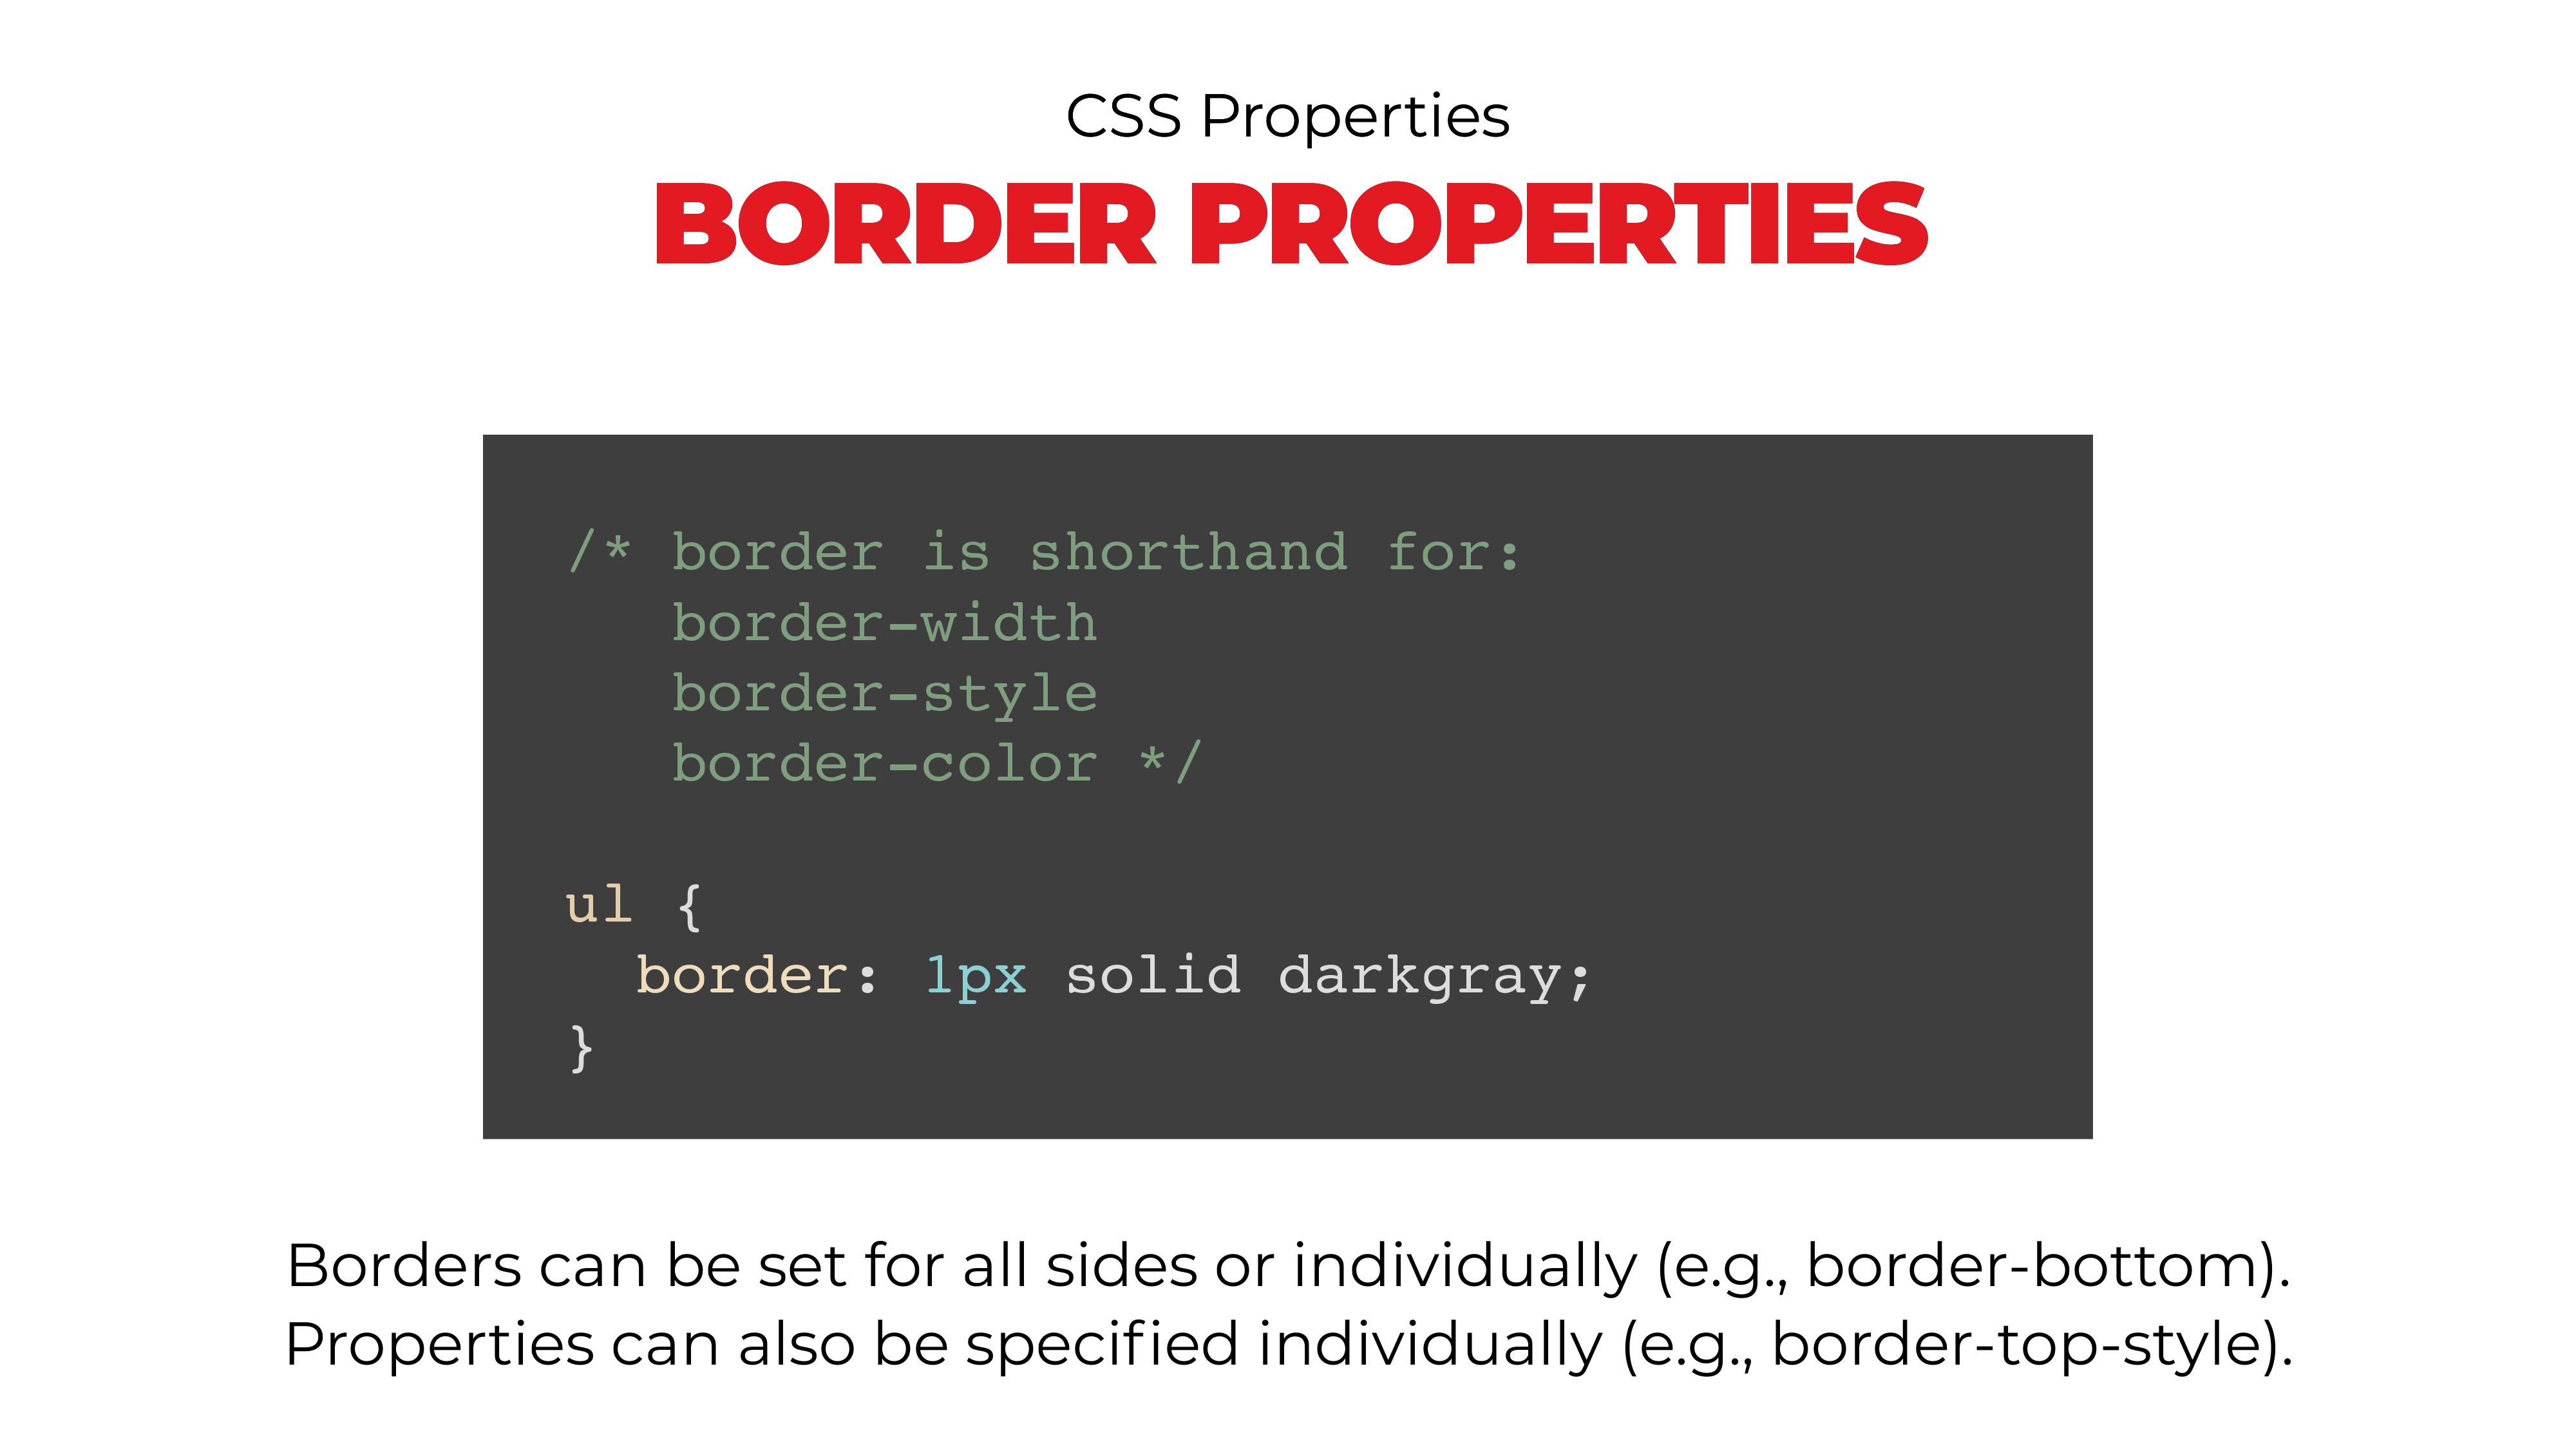 CSS Properties
BORDER PROPERTIES
/* border is shorthand for:
border-width
border-style
border-color */
ul {
border: 1px solid darkgray;
}
Borders can be set for all sides or individually (e.g., border-bottom).
Properties can also be specified individually (e.g., border-top-style).